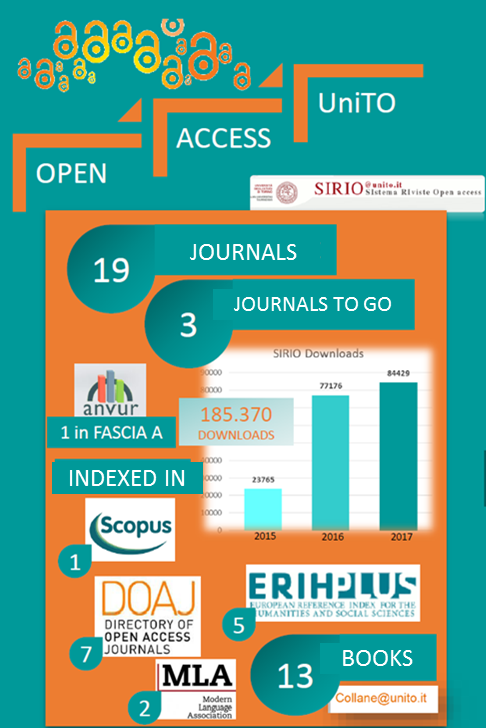 OPEN
ACCESS
UniTO
SIRIO@unito.it
SIstema RIviste Open access
19
JOURNALS
3
JOURNALS TO GO
anvur
1 in FASCIA A
SIRIO Downloads
84429
77176
23765
0000
10000
2015
2016
2017
185.370
DOWNLOADS
INDEXED IN
Scopus
1
DOAJ
DIRECTORY OF
OPEN ACCESS
JOURNALS
7
ERIHPLUS
EUROPEAN REFERENCE INDEX FOR THE
HUMANITIES AND SOCIAL SCIENCES
5
MLA
Modern
Language
Association
2
13
BOOKS
Collane@unito.it